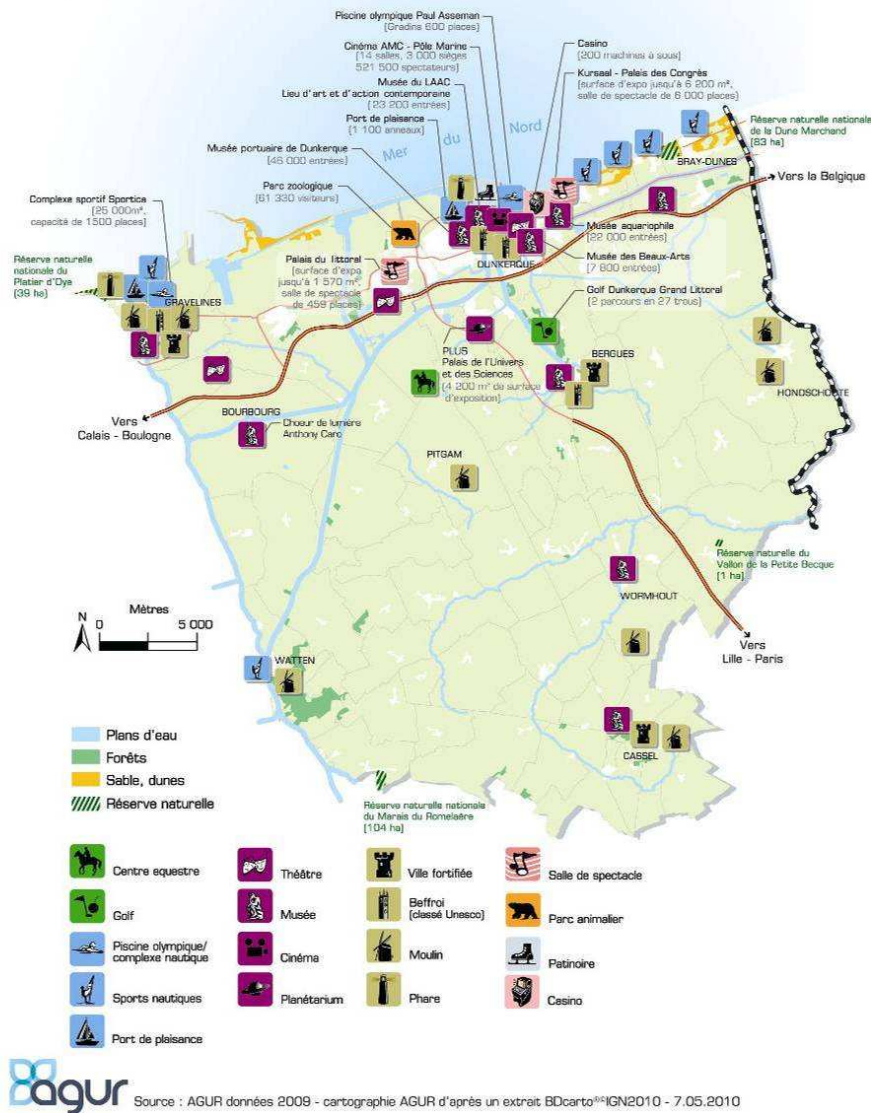 Piscine olympique Paul Asseman
(Gradins 600 places)
Cinéma AMC - Pôle Marine
(14 salles, 3 000 sièges
521 500 spectateurs)
Musée du LAAC
Lieu d'art et d'action contemporaine
(23 200 entrées)
Port de plaisance
(1 100 anneaux)
Musée portuaire de Dunkerque
(46 000 entrées)
Parc zoologique
(61 330 visiteurs)
Casino
(200 machines à sous)
Kursaal - Palais des Congrès
(surface d'expo jusqu'à 6 200 m²,
salle de spectacle de 6 000 places)
Mer du Nord
Réserve naturelle nationale
de la Dune Marchand
(83 ha)
BRAY-DUNES
Vers la Belgique
Complexe sportif Sportica
(25 000m²,
capacité de 1500 places)
Réserve naturelle
nationale du
Platier d'Oye
(39 ha)
GRAVELINES
Palais du littoral
(surface d'expo
jusqu'à 1 570 m²,
salle de spectacle
de 459 places)
DUNKERQUE
Musée aquariophile
(22 000 entrées)
Musée des Beaux-Arts
(7 800 entrées)
Golf Dunkerque Grand Littoral
(2 parcours en 27 trous)
PLUS
Palais de l'Univers
et des Sciences
(4 200 m² de surface
d'exposition)
BERGUES
HONDSCHOOTE
Vers
Calais - Boulogne
BOURBOURG
Choeur de lumière
Anthony Caro
PITGAM
Réserve naturelle du
Vallon de la Petite Becque
(1 ha)
WORMHOUT
Vers
Lille - Paris
N
Mètres
0 5 000
WATTEN
CASSEL
Réserve naturelle nationale
du Marais du Romelaëre
(104 ha)
Plans d'eau
Forêts
Sable, dunes
Réserve naturelle
Centre equestre
Golf
Piscine olympique/
complexe nautique
Sports nautiques
Port de plaisance
Théâtre
Musée
Cinéma
Planétarium
Ville fortifiée
Beffroi
(classé Unesco)
Moulin
Phare
Salle de spectacle
Parc animalier
Patinoire
Casino
agur
Source : AGUR données 2009 - cartographie AGUR d'après un extrait BDcarto IGN2010 - 7.05.2010